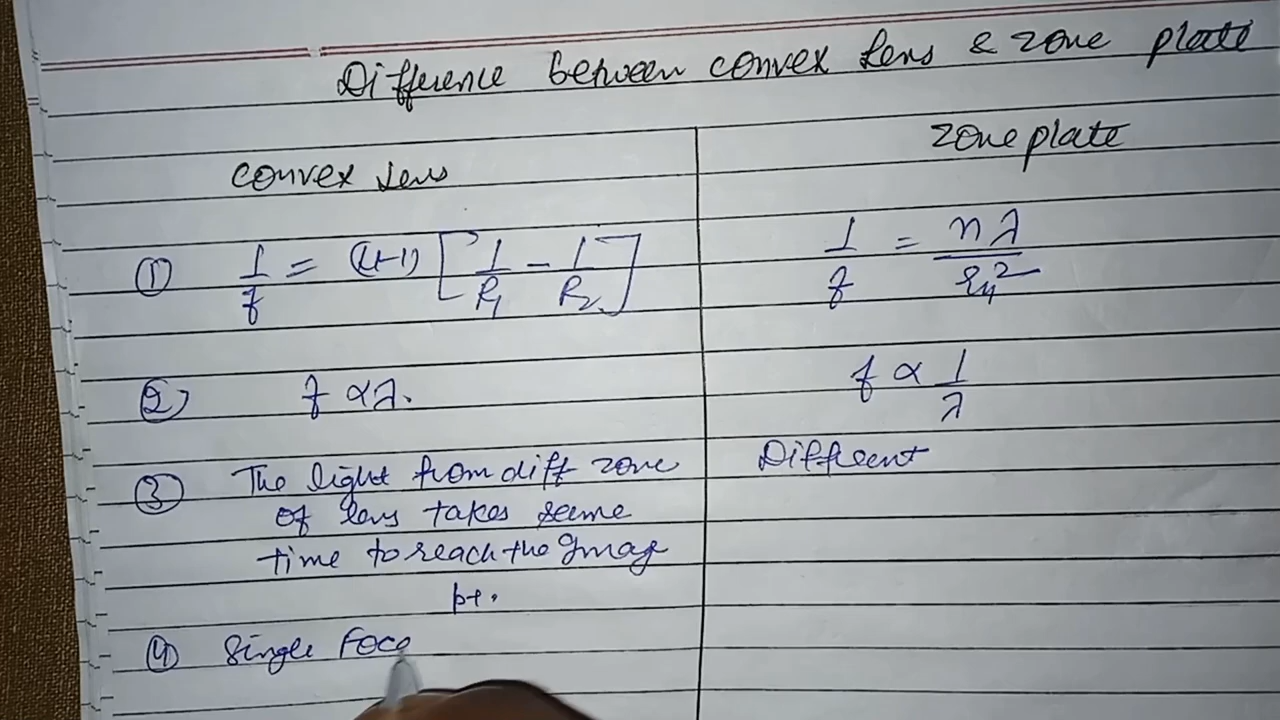 Difference between convex lens & zone plate
convex lens
zone plate
① 1/f = (μ-1) [1/R₁ - 1/R₂]
1/f = nλ/rₙ²
② f ∝ λ.
f ∝ 1/λ
③ The light from diff zone
of lens takes same
time to reach the Image
pt.
Different
④ Single Foco